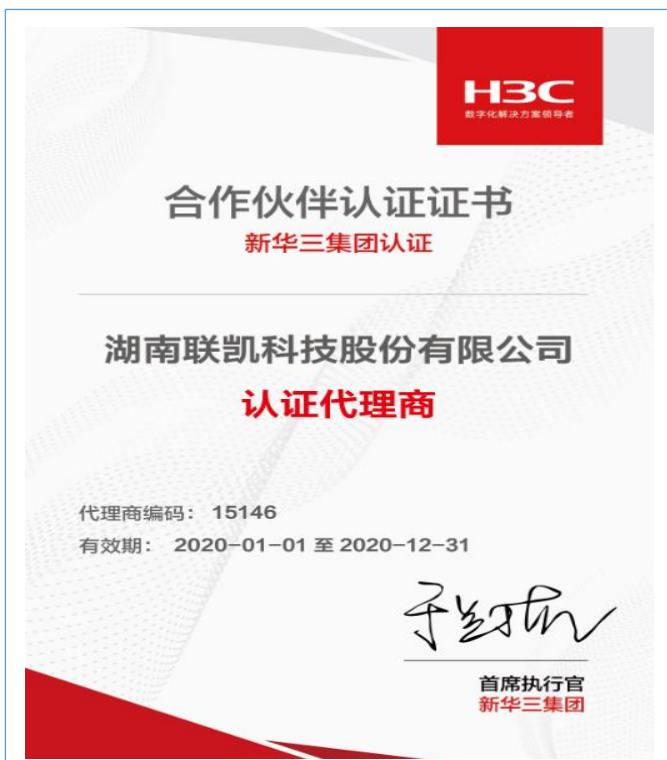 H3C
数字化解决方案领导者
合作伙伴认证证书
新华三集团认证
湖南联凯科技股份有限公司
认证代理商
代理商编码： 15146
有效期： 2020-01-01 至 2020-12-31
首席执行官
新华三集团